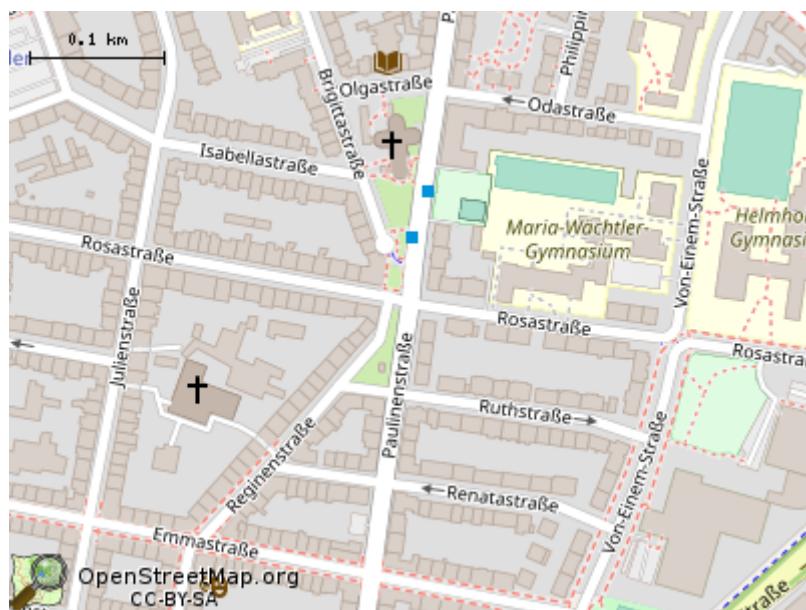 0.1 km
Olgastraße
Brigittastraße
Odastraße
Isabellastraße
Von-Einem-Straße
Maria-Wächtler-
Gymnasium
Rosastraße
Rosastraße
Julienstraße
Paulinenstraße
Ruthstraße
Reginenstraße
Renatastraße
Von-Einem-Straße
Emmastraße
OpenStreetMap.org
CC-BY-SA